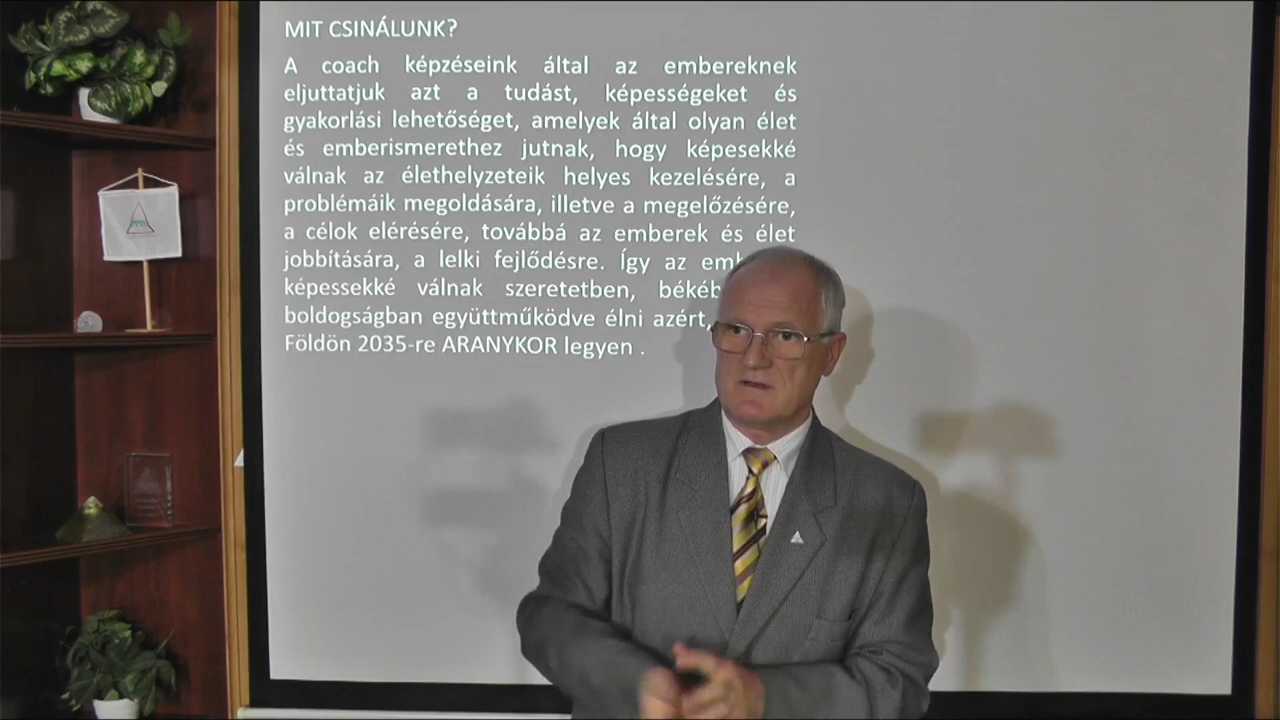 MIT CSINÁLUNK?
A coach képzéseink által az embereknek
eljuttatjuk azt a tudást, képességeket és
gyakorlási lehetőséget, amelyek által olyan élet
és emberismerethez jutnak, hogy képesekké
válnak az élethelyzeteik helyes kezelésére, a
problémáik megoldására, illetve a megelőzésére,
a célok elérésére, továbbá az emberek és élet
jobbítására, a lelki fejlődésre. Így az
képessekké válnak szeretetben,
boldogságban együttműködve élni azért,
Földön 2035-re ARANYKOR legyen .